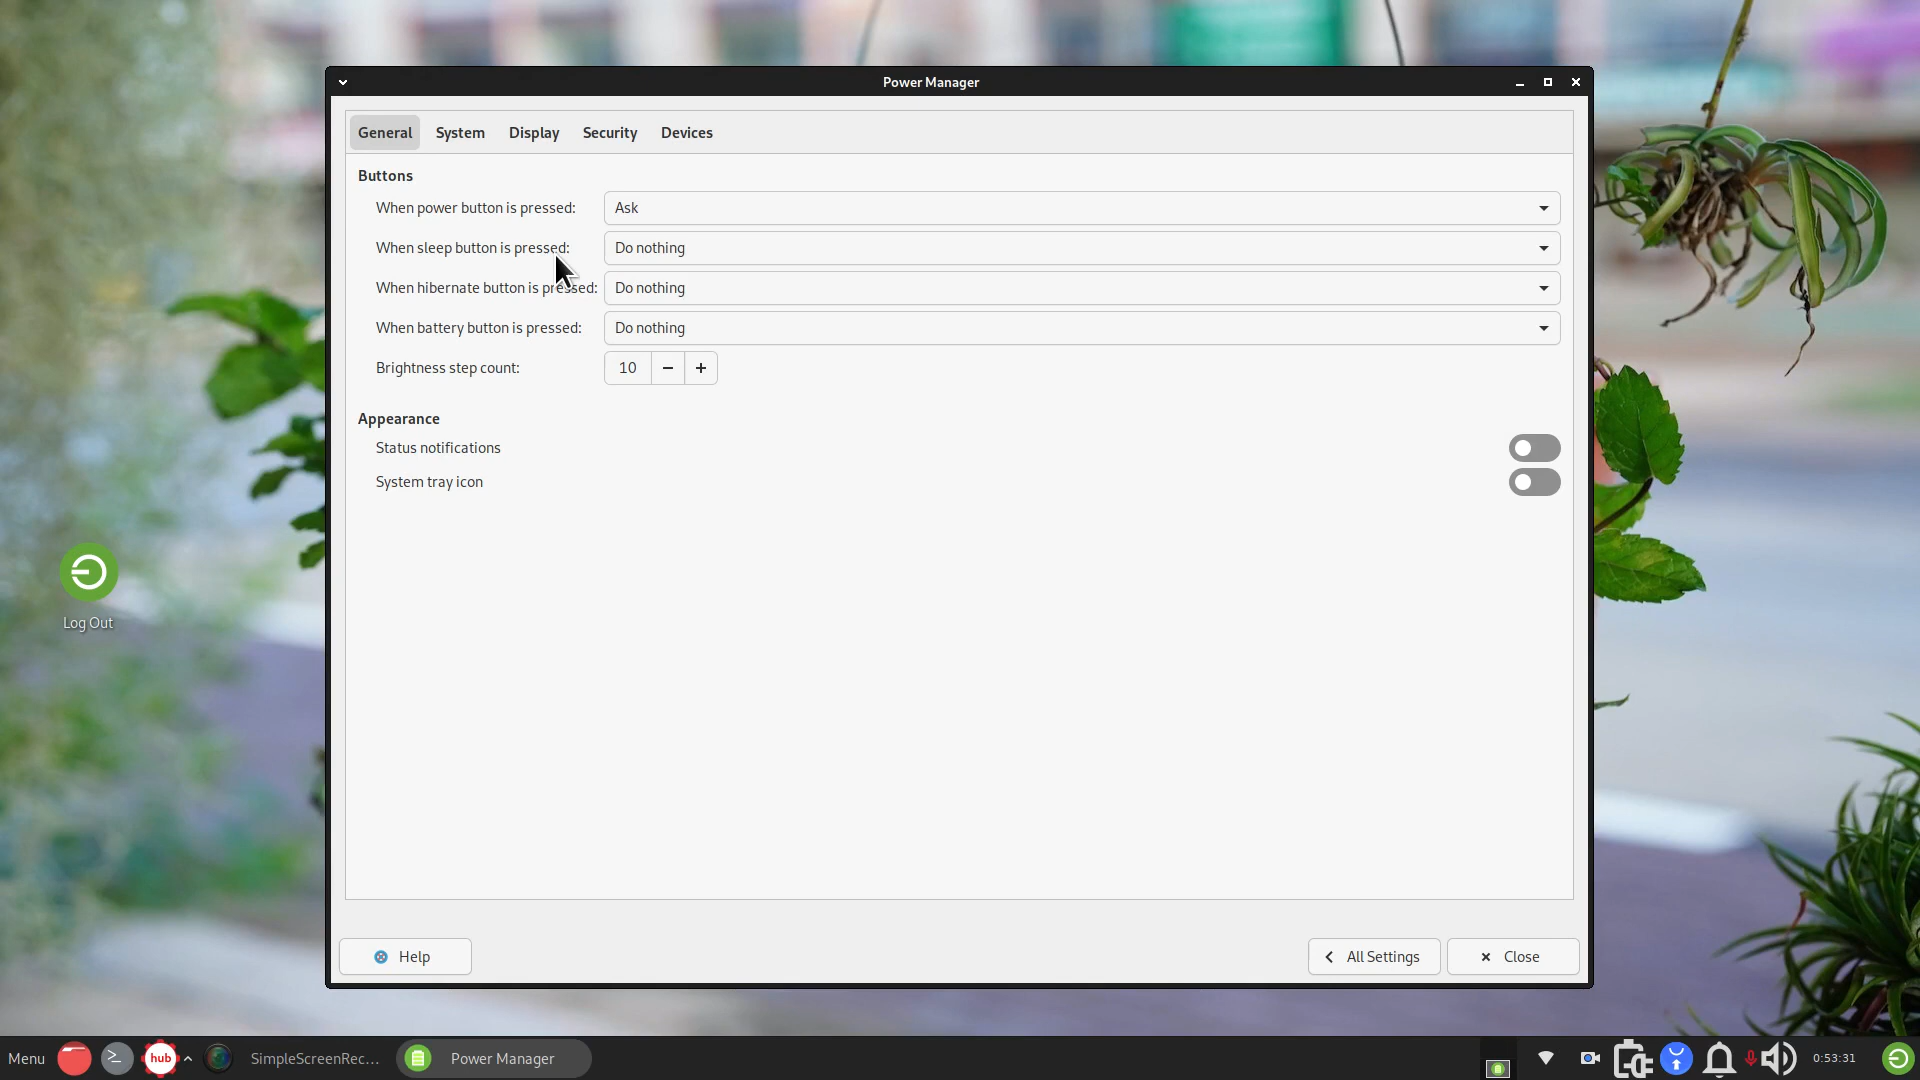 Power Manager
General System Display Security Devices
Buttons
When power button is pressed: Ask
When sleep button is pressed: Do nothing
When hibernate button is pressed: Do nothing
When battery button is pressed: Do nothing
Brightness step count: 10
Appearance
Status notifications
System tray icon
Log Out
Help All Settings Close
Menu hub SimpleScreenRec... Power Manager 0:53:31